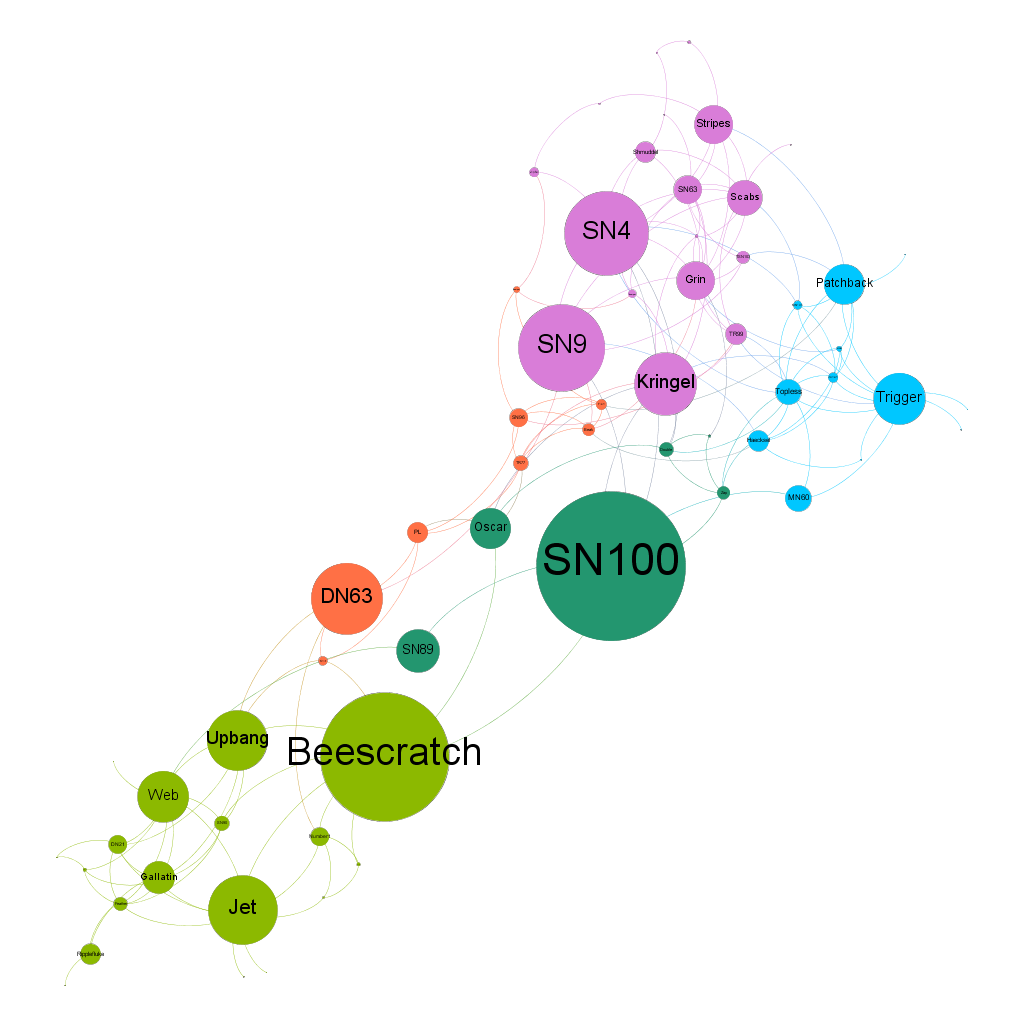 Stripes
Shmuddel
SN63
Scabs
SN4
Grin
Patchback
TR99
SN9
Kringel
Topless
Trigger
SN96
Haecksel
TR77
MN60
Oscar
PL
SN100
DN63
SN89
Upbang
Beescratch
Web
Number1
DN21
Gallatin
Jet
Ripplefluke